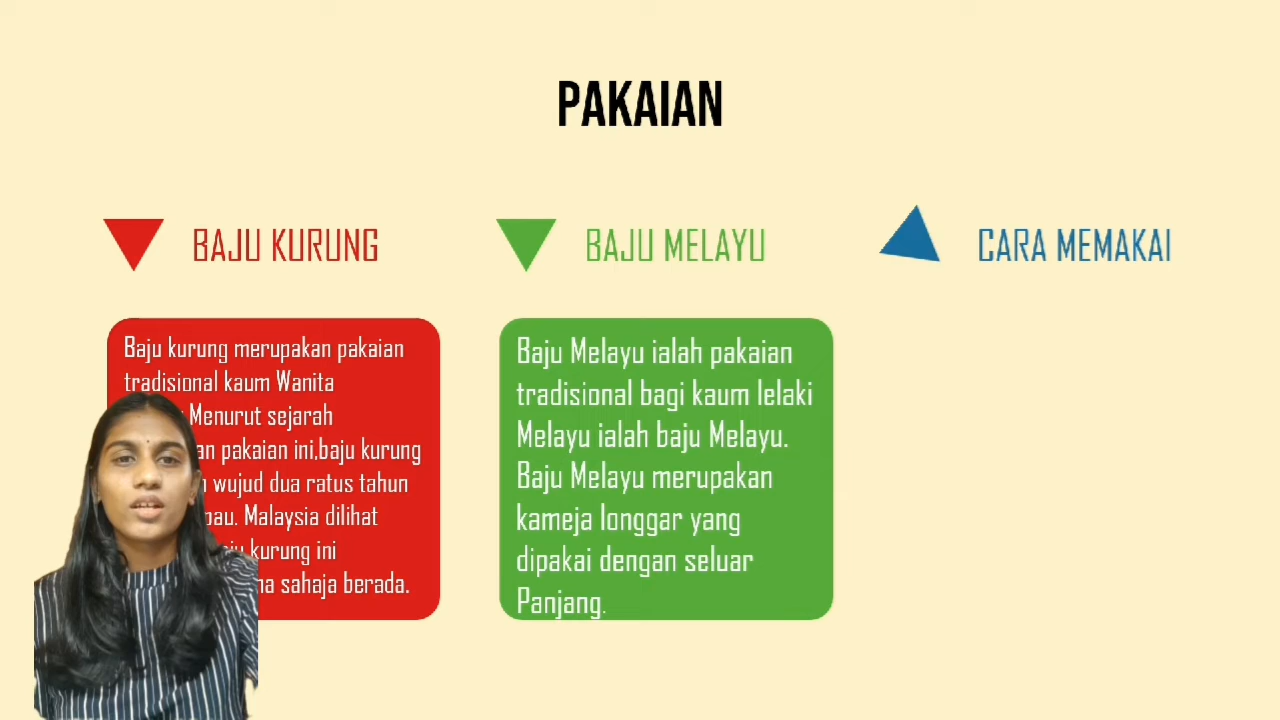 PAKAIAN
BAJU KURUNG
Baju kurung merupakan pakaian
tradisional kaum Wanita
Menurut sejarah
pakaian ini,baju kurung
wujud dua ratus tahun
Malaysia dilihat
kurung ini
sahaja berada.
BAJU MELAYU
Baju Melayu ialah pakaian
tradisional bagi kaum lelaki
Melayu ialah baju Melayu.
Baju Melayu merupakan
kameja longgar yang
dipakai dengan seluar
Panjang.
CARA MEMAKAI